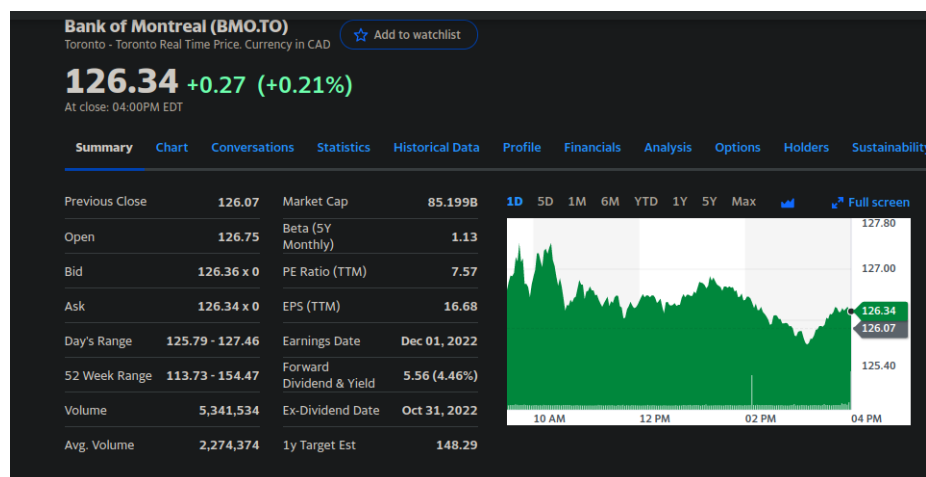 Bank of Montreal (BMO.TO)
Toronto - Toronto Real Time Price. Currency in CAD
Add to watchlist
126.34 +0.27 (+0.21%)
At close: 04:00PM EDT
Summary Chart Conversations Statistics Historical Data Profile Financials Analysis Options Holders Sustainability
Previous Close 126.07
Open 126.75
Bid 126.36 x 0
Ask 126.34 x 0
Day's Range 125.79 - 127.46
52 Week Range 113.73 - 154.47
Volume 5,341,534
Avg. Volume 2,274,374
Market Cap 85.199B
Beta (5Y
Monthly) 1.13
PE Ratio (TTM) 7.57
EPS (TTM) 16.68
Earnings Date Dec 01, 2022
Forward
Dividend & Yield 5.56 (4.46%)
Ex-Dividend Date Oct 31, 2022
1y Target Est 148.29
1D 5D 1M 6M YTD 1Y 5Y Max Full screen
127.80
127.00
126.34
126.07
125.40
10 AM 12 PM 02 PM 04 PM